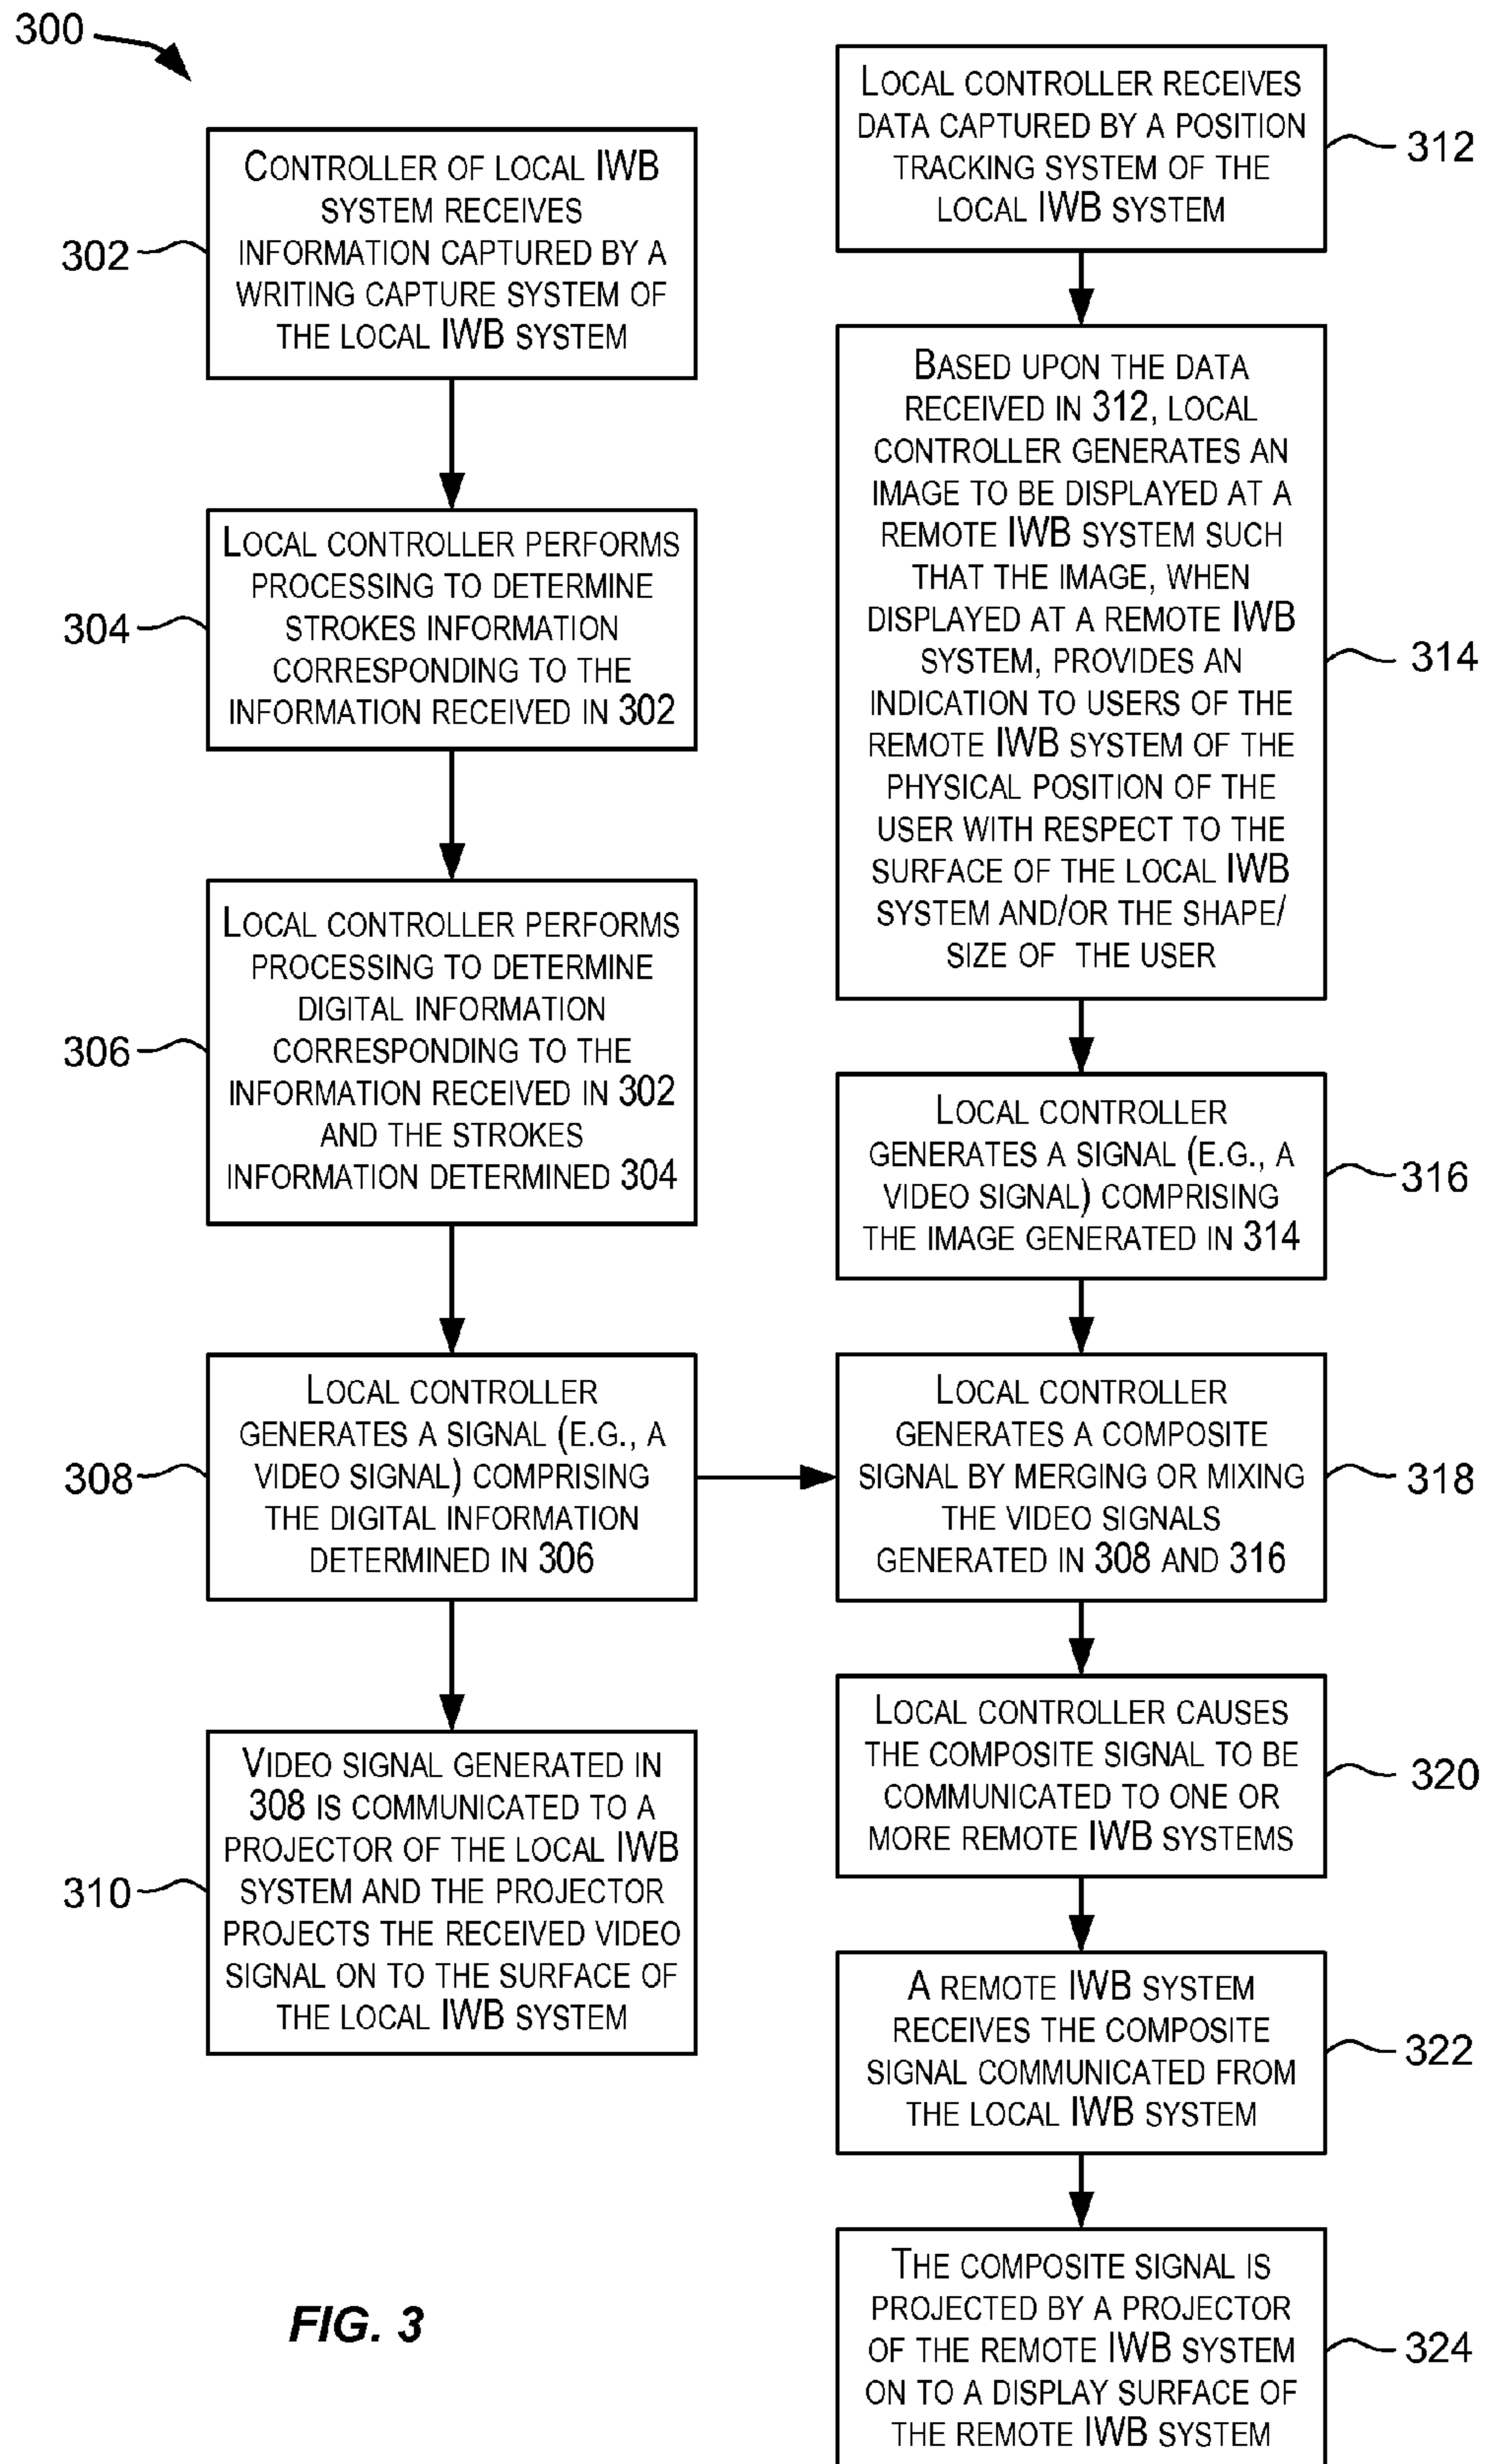 300
302
CONTROLLER OF LOCAL IWB
SYSTEM RECEIVES
INFORMATION CAPTURED BY A
WRITING CAPTURE SYSTEM OF
THE LOCAL IWB SYSTEM
304
LOCAL CONTROLLER PERFORMS
PROCESSING TO DETERMINE
STROKES INFORMATION
CORRESPONDING TO THE
INFORMATION RECEIVED IN 302
306
LOCAL CONTROLLER PERFORMS
PROCESSING TO DETERMINE
DIGITAL INFORMATION
CORRESPONDING TO THE
INFORMATION RECEIVED IN 302
AND THE STROKES
INFORMATION DETERMINED 304
308
LOCAL CONTROLLER
GENERATES A SIGNAL (E.G., A
VIDEO SIGNAL) COMPRISING
THE DIGITAL INFORMATION
DETERMINED IN 306
310
VIDEO SIGNAL GENERATED IN
308 IS COMMUNICATED TO A
PROJECTOR OF THE LOCAL IWB
SYSTEM AND THE PROJECTOR
PROJECTS THE RECEIVED VIDEO
SIGNAL ON TO THE SURFACE OF
THE LOCAL IWB SYSTEM
LOCAL CONTROLLER RECEIVES
DATA CAPTURED BY A POSITION
TRACKING SYSTEM OF THE
LOCAL IWB SYSTEM
312
BASED UPON THE DATA
RECEIVED IN 312, LOCAL
CONTROLLER GENERATES AN
IMAGE TO BE DISPLAYED AT A
REMOTE IWB SYSTEM SUCH
THAT THE IMAGE, WHEN
DISPLAYED AT A REMOTE IWB
SYSTEM, PROVIDES AN
INDICATION TO USERS OF THE
REMOTE IWB SYSTEM OF THE
PHYSICAL POSITION OF THE
USER WITH RESPECT TO THE
SURFACE OF THE LOCAL IWB
SYSTEM AND/OR THE SHAPE/
SIZE OF THE USER
314
LOCAL CONTROLLER
GENERATES A SIGNAL (E.G., A
VIDEO SIGNAL) COMPRISING
THE IMAGE GENERATED IN 314
316
LOCAL CONTROLLER
GENERATES A COMPOSITE
SIGNAL BY MERGING OR MIXING
THE VIDEO SIGNALS
GENERATED IN 308 AND 316
318
LOCAL CONTROLLER CAUSES
THE COMPOSITE SIGNAL TO BE
COMMUNICATED TO ONE OR
MORE REMOTE IWB SYSTEMS
320
A REMOTE IWB SYSTEM
RECEIVES THE COMPOSITE
SIGNAL COMMUNICATED FROM
THE LOCAL IWB SYSTEM
322
THE COMPOSITE SIGNAL IS
PROJECTED BY A PROJECTOR
OF THE REMOTE IWB SYSTEM
ON TO A DISPLAY SURFACE OF
THE REMOTE IWB SYSTEM
324
FIG. 3